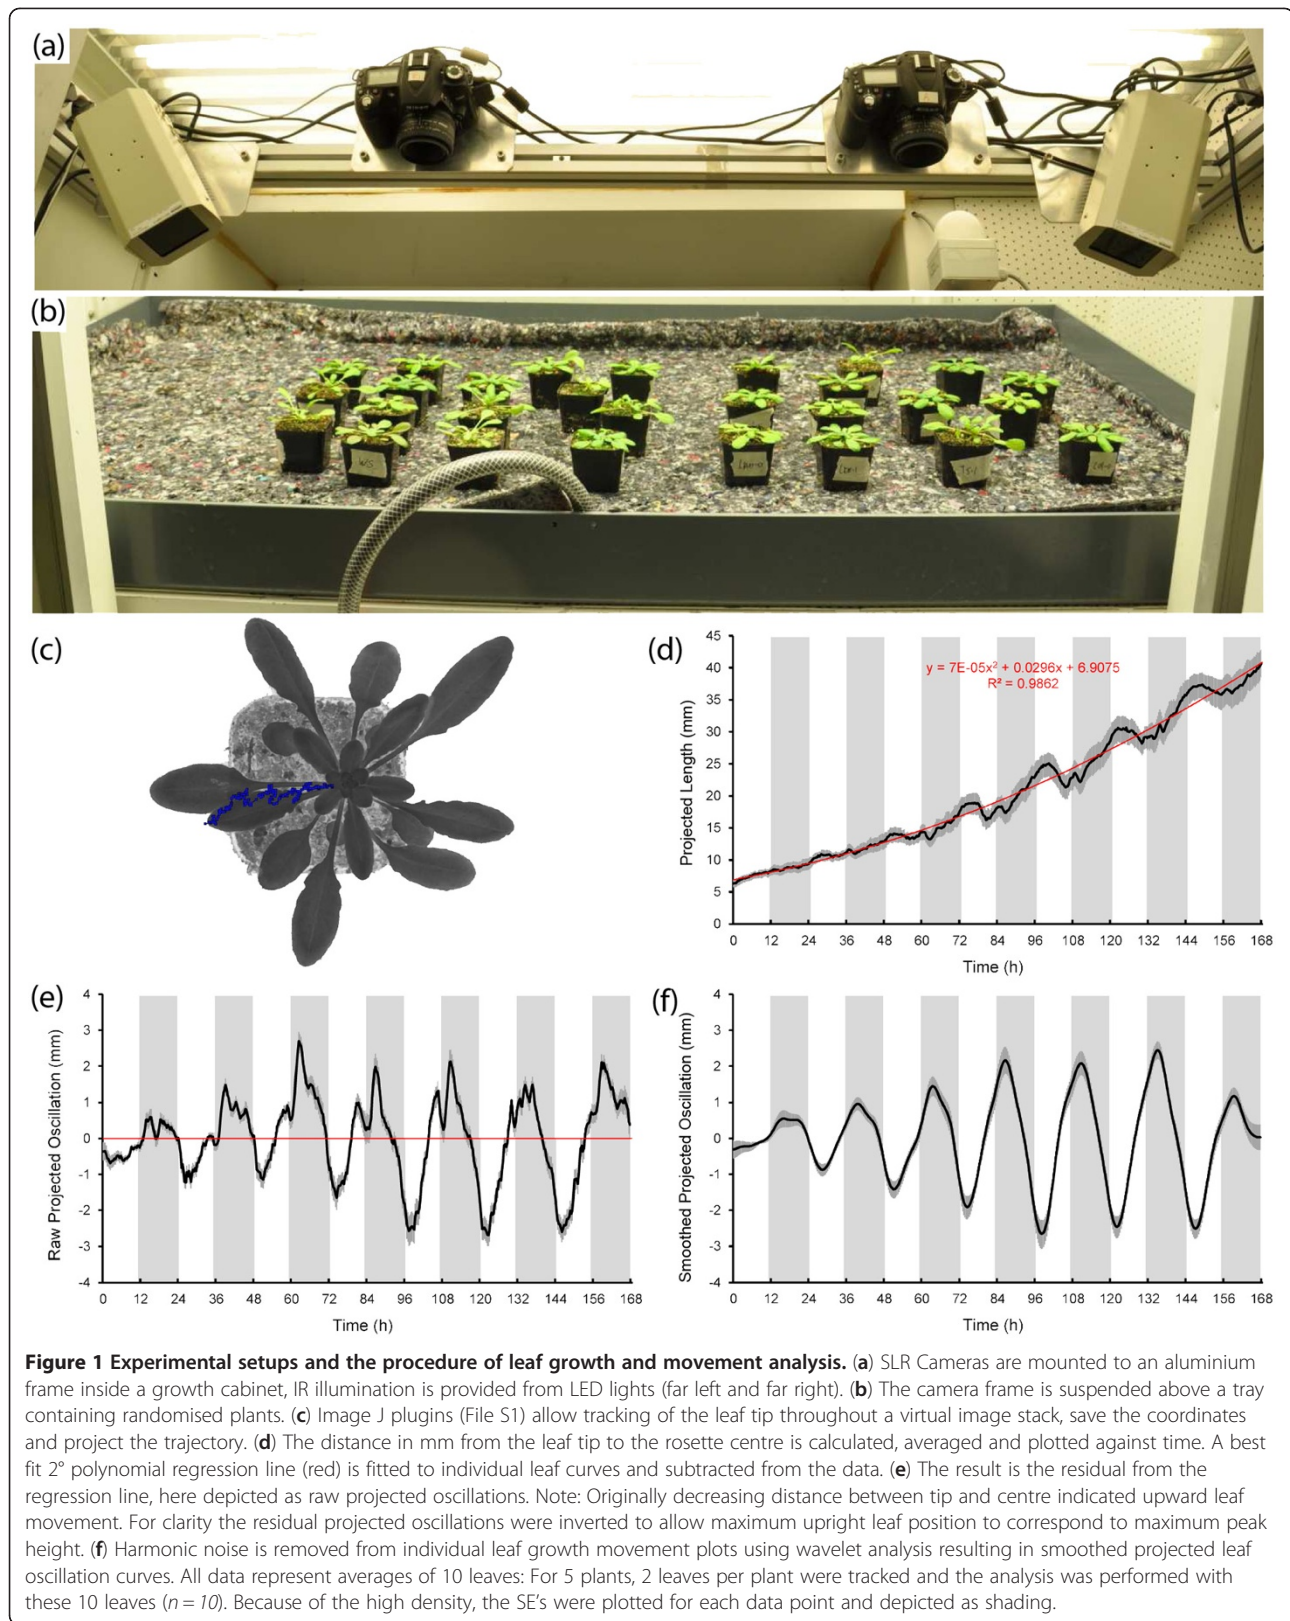 (a)
(b)
WS
(c)
(d)
45
40
35
30
25
20
15
10
5
0
Projected Length (mm)
y = 7E-05x² + 0.0296x + 6.9075
R² = 0.9862
0 12 24 36 48 60 72 84 96 108 120 132 144 156 168
Time (h)
(e)
4
3
2
1
0
-1
-2
-3
-4
Raw Projected Oscillation (mm)
0 12 24 36 48 60 72 84 96 108 120 132 144 156 168
Time (h)
(f)
4
3
2
1
0
-1
-2
-3
-4
Smoothed Projected Oscillation (mm)
0 12 24 36 48 60 72 84 96 108 120 132 144 156 168
Time (h)
Figure 1 Experimental setups and the procedure of leaf growth and movement analysis. (a) SLR Cameras are mounted to an aluminium
frame inside a growth cabinet, IR illumination is provided from LED lights (far left and far right). (b) The camera frame is suspended above a tray
containing randomised plants. (c) Image J plugins (File S1) allow tracking of the leaf tip throughout a virtual image stack, save the coordinates
and project the trajectory. (d) The distance in mm from the leaf tip to the rosette centre is calculated, averaged and plotted against time. A best
fit 2° polynomial regression line (red) is fitted to individual leaf curves and subtracted from the data. (e) The result is the residual from the
regression line, here depicted as raw projected oscillations. Note: Originally decreasing distance between tip and centre indicated upward leaf
movement. For clarity the residual projected oscillations were inverted to allow maximum upright leaf position to correspond to maximum peak
height. (f) Harmonic noise is removed from individual leaf growth movement plots using wavelet analysis resulting in smoothed projected leaf
oscillation curves. All data represent averages of 10 leaves: For 5 plants, 2 leaves per plant were tracked and the analysis was performed with
these 10 leaves (n = 10). Because of the high density, the SE's were plotted for each data point and depicted as shading.